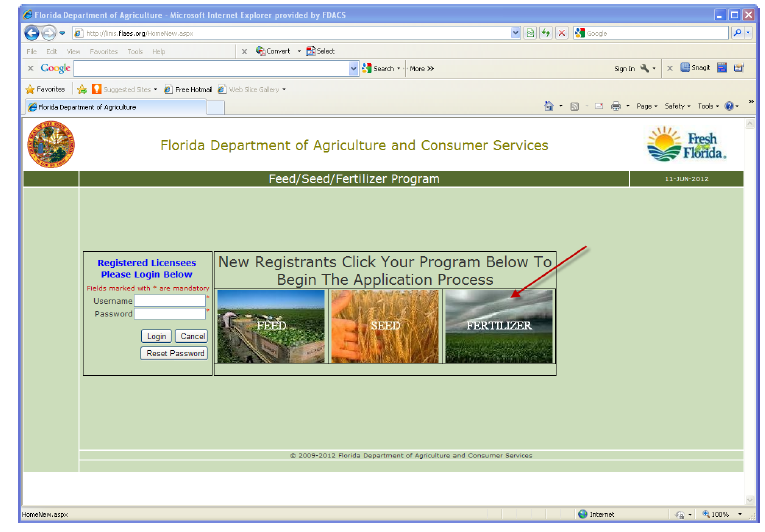 Florida Department of Agriculture - Microsoft Internet Explorer provided by FDACS
http://lims.flaes.org/HomeNew.aspx
Google
File Edit View Favorites Tools Help
x Convert Select
x Google
Search More >>
Sign In
x Snagit
Favorites
Suggested Sites Free Hotmail Web Slice Gallery
Florida Department of Agriculture
Page Safety Tools »
Florida Department of Agriculture and Consumer Services
Fresh
Florida.
Feed/Seed/Fertilizer Program
11-JUN-2012
Registered Licensees
Please Login Below
Fields marked with * are mandatory
Username *
Password *
Login Cancel
Reset Password
New Registrants Click Your Program Below To
Begin The Application Process
FEED
SEED
FERTILIZER
© 2009-2012 Florida Department of Agriculture and Consumer Services
HomeNew.aspx
Internet
100%